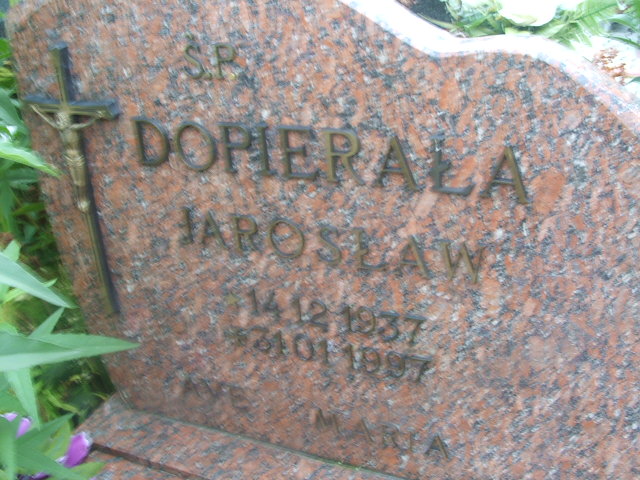 Ś.P.
DOPIERAŁA
JAROSŁAW
* 14.12.1937
+ 31.01.1997
AVE MARIA